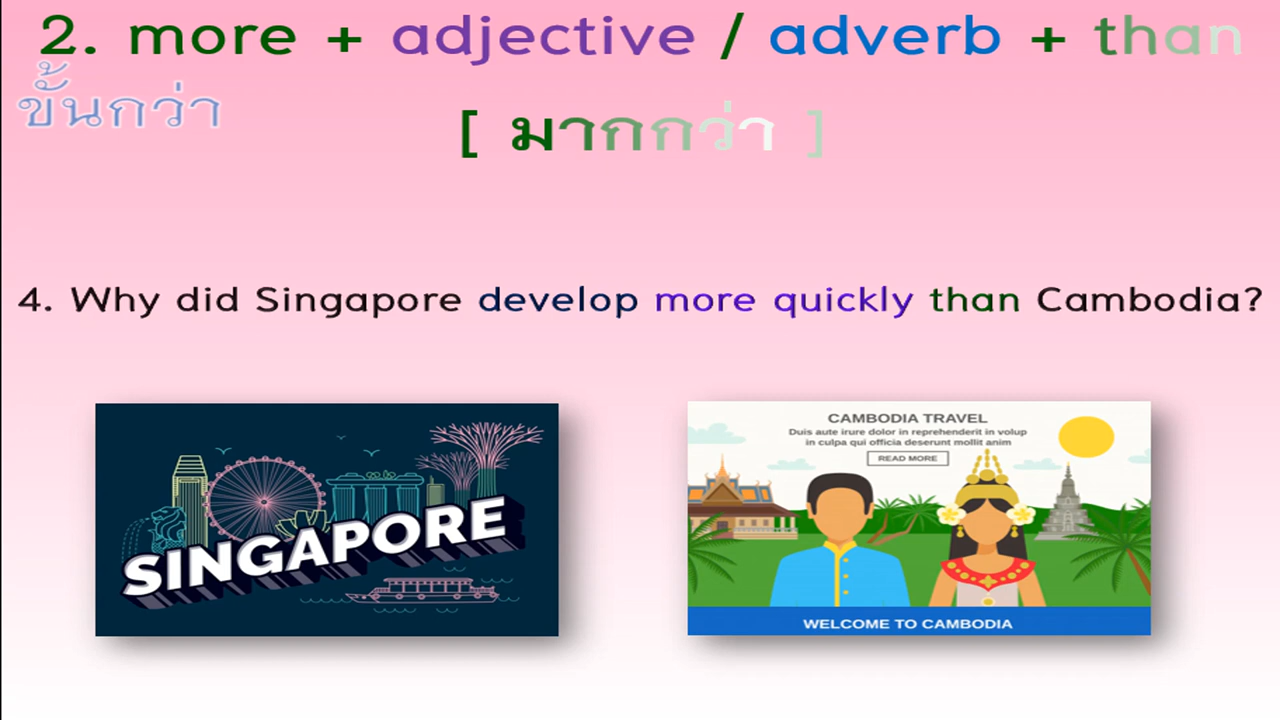 2. more + adjective / adverb + than
ขั้นกว่า
[ มากกว่า ]
4. Why did Singapore develop more quickly than Cambodia?
SINGAPORE
CAMBODIA TRAVEL
Duis aute irure dolor in reprehenderit in volup
in culpa qui officia deserunt mollit anim
READ MORE
WELCOME TO CAMBODIA